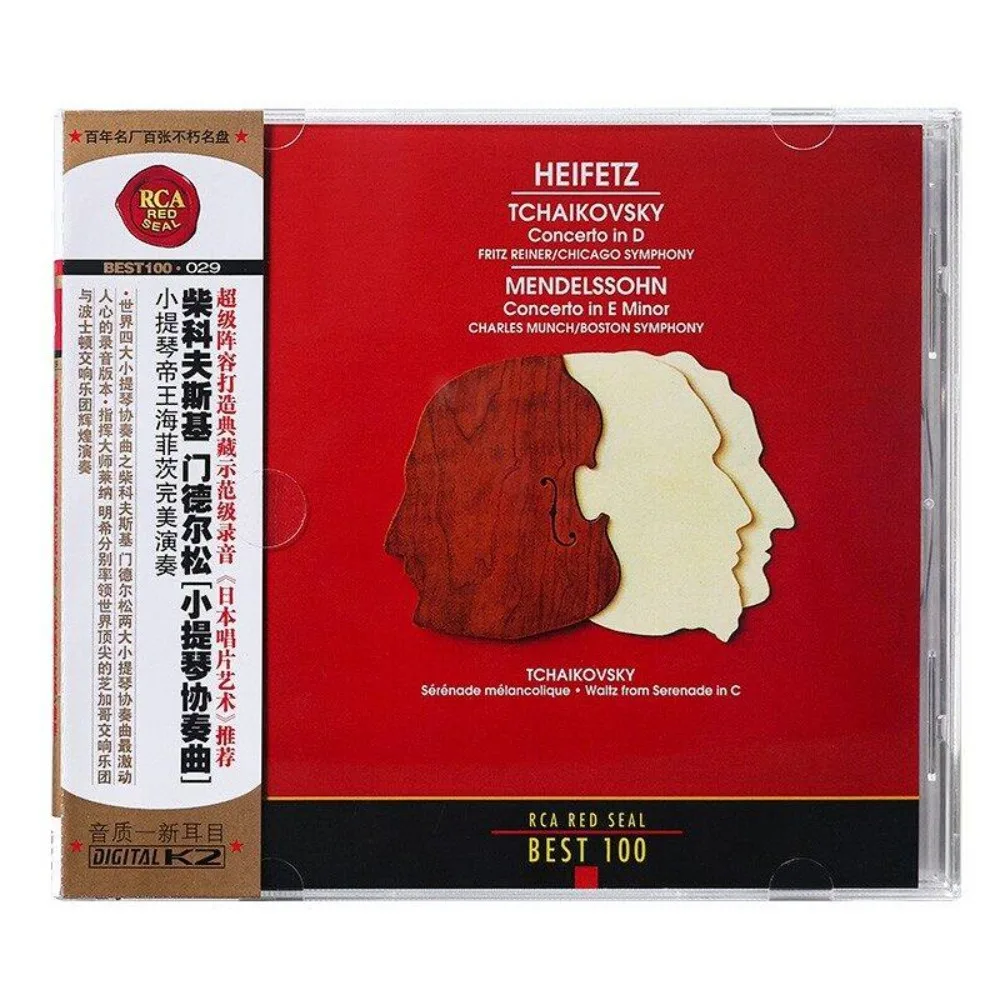 ★百年名厂百张不朽名盘★
RCA
RED
SEAL
BEST100·029
超级阵容打造典藏示范级录音《日本唱片艺术》推荐
柴科夫斯基 门德尔松[小提琴协奏曲]
小提琴帝王海菲茨完美演奏
·世界四大小提琴协奏曲之柴科夫斯基 门德尔松两大小提琴协奏曲最激动
人心的录音版本·指挥大师莱纳 明希分别率领世界顶尖的芝加哥交响乐团
与波士顿交响乐团辉煌演奏
音质一新耳目
DIGITAL K2
HEIFETZ
TCHAIKOVSKY
Concerto in D
FRITZ REINER/CHICAGO SYMPHONY
MENDELSSOHN
Concerto in E Minor
CHARLES MUNCH/BOSTON SYMPHONY
TCHAIKOVSKY
Sérénade mélancolique • Waltz from Serenade in C
RCA RED SEAL
BEST 100